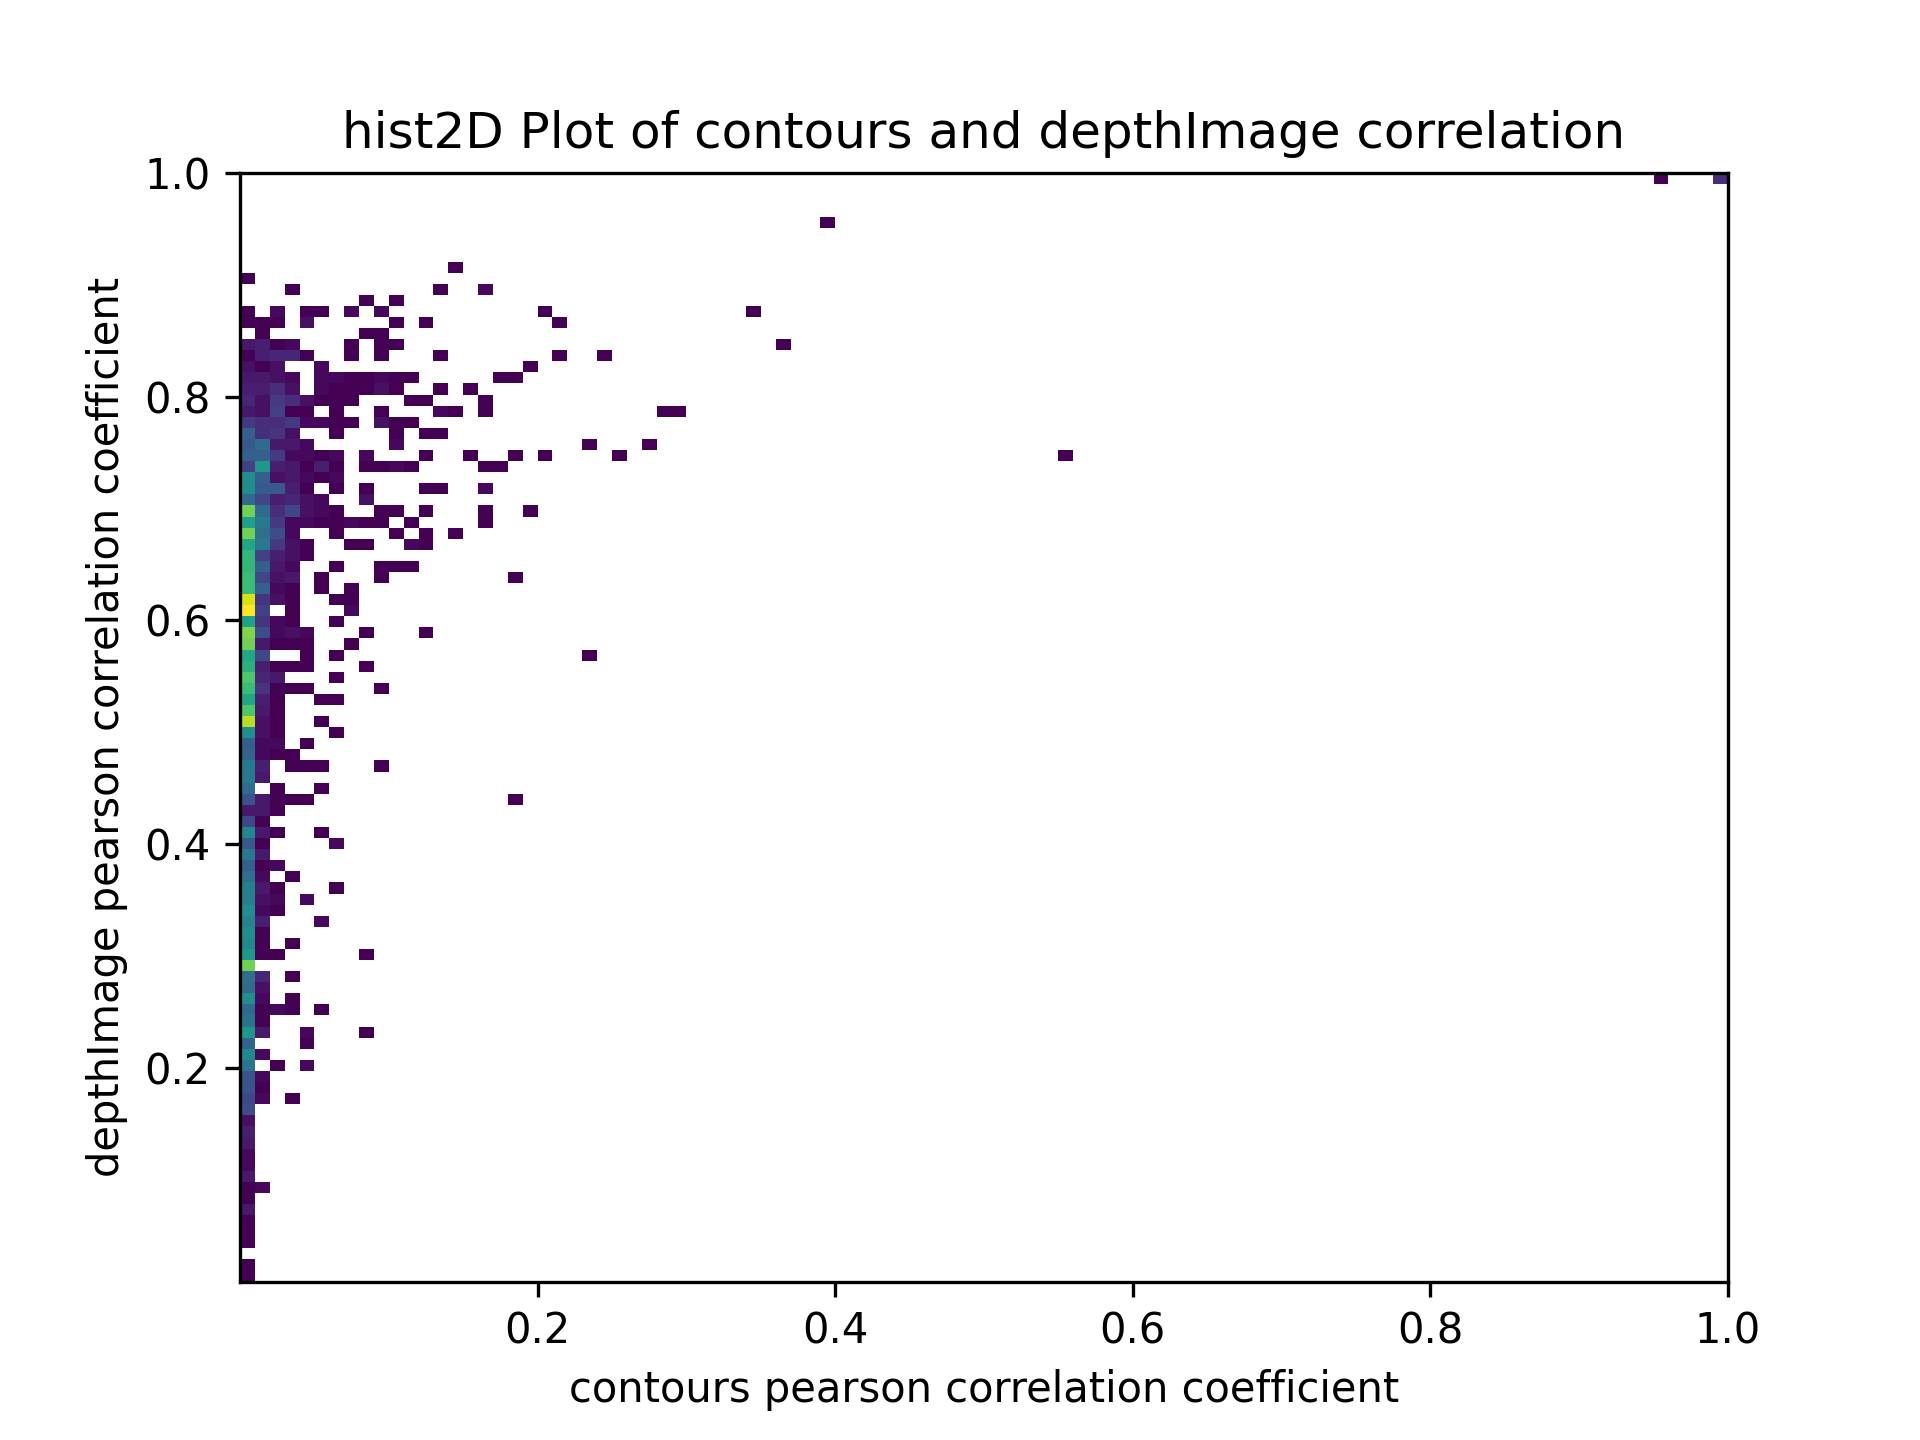 hist2D Plot of contours and depthImage correlation
1.0
0.8
0.6
0.4
0.2
depthImage pearson correlation coefficient
0.2 0.4 0.6 0.8 1.0
contours pearson correlation coefficient